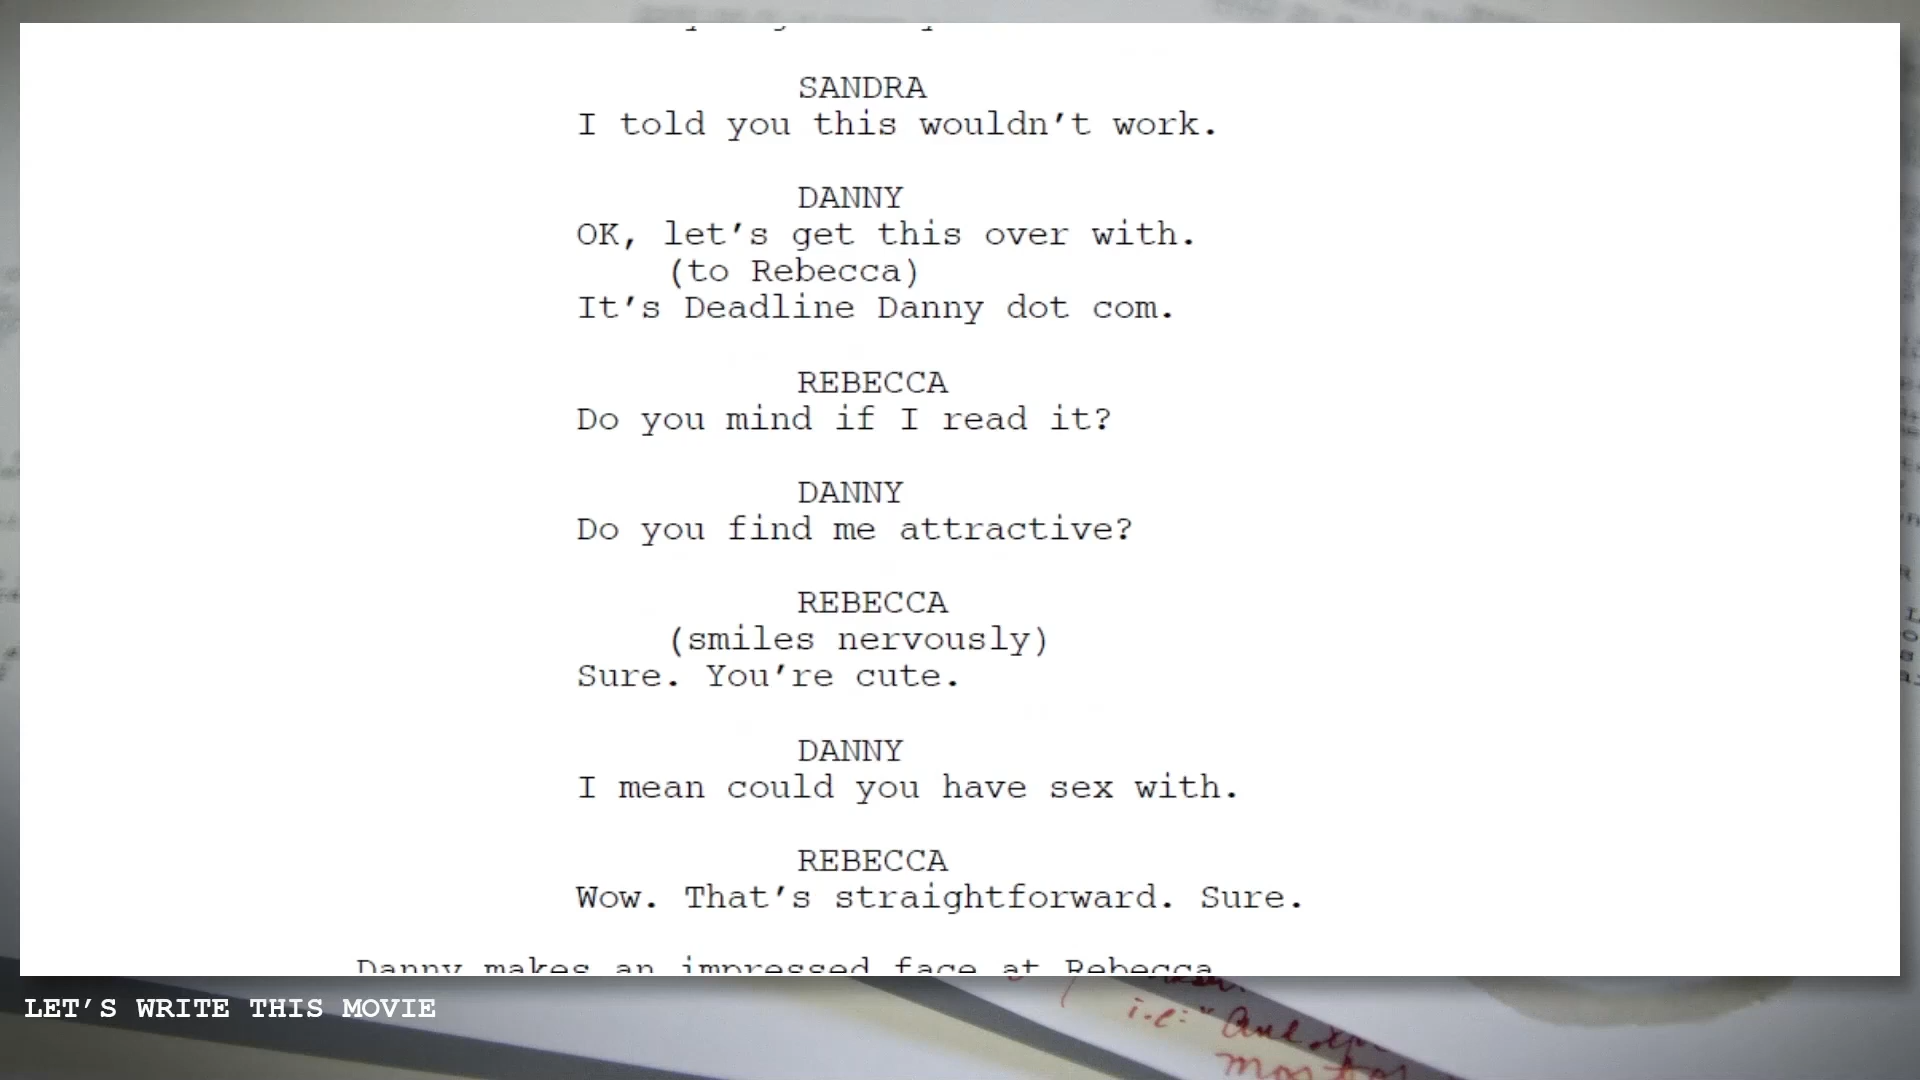 SANDRA
I told you this wouldn't work.
DANNY
OK, let's get this over with.
(to Rebecca)
It's Deadline Danny dot com.
REBECCA
Do you mind if I read it?
DANNY
Do you find me attractive?
REBECCA
(smiles nervously)
Sure. You're cute.
DANNY
I mean could you have sex with.
REBECCA
Wow. That's straightforward. Sure.
Danny makes an impressed face at Rebecca
LET'S WRITE THIS MOVIE
i.e: